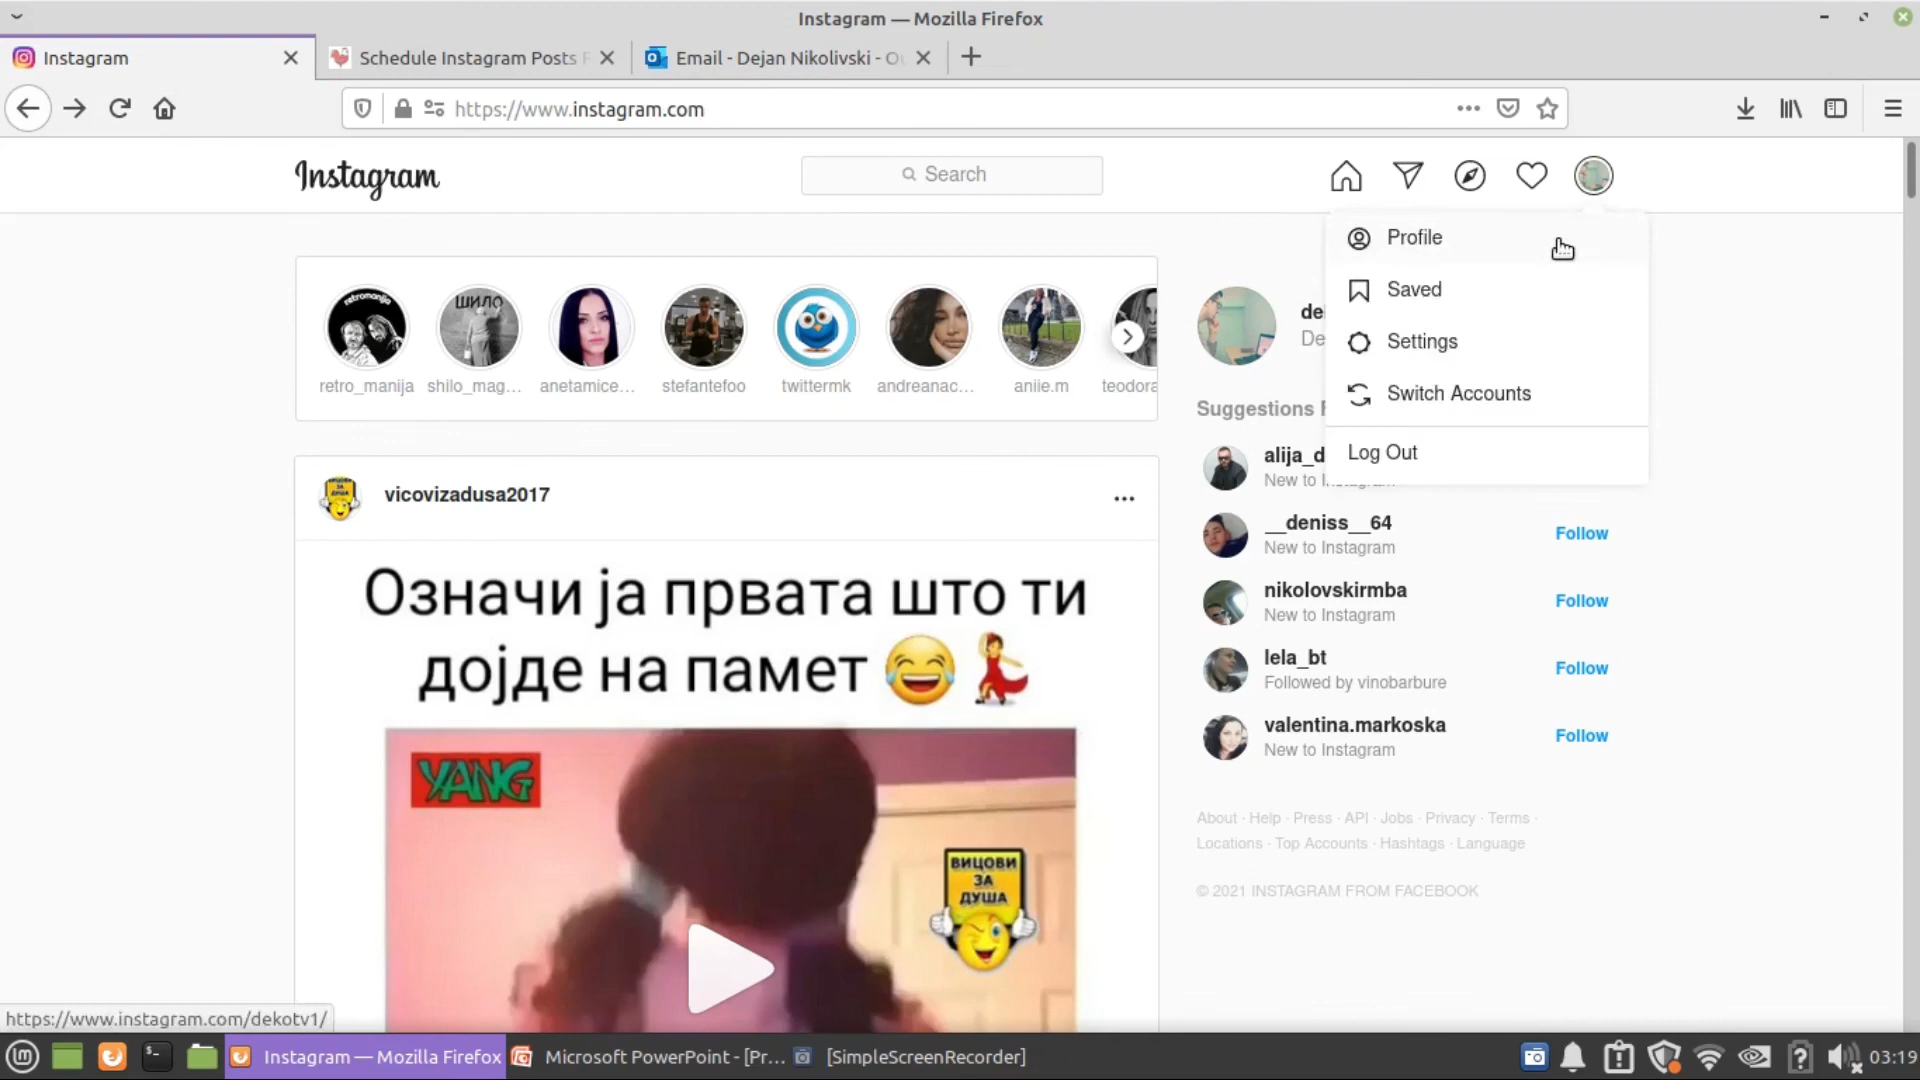 Instagram — Mozilla Firefox
Instagram
Schedule Instagram Posts
Email - Dejan Nikolivski -
https://www.instagram.com
Instagram
Search
Profile
Saved
Settings
Switch Accounts
Log Out
retromanija
ШИЛО
retro_manija
shilo_mag...
anetamice...
stefantefoo
twittermk
andreanac...
aniie.m
teodora
de
De
Suggestions
alija_d
New to Instagram
__deniss__64
New to Instagram
Follow
nikolovskirmba
New to Instagram
Follow
lela_bt
Followed by vinobarbure
Follow
valentina.markoska
New to Instagram
Follow
About · Help · Press · API · Jobs · Privacy · Terms ·
Locations · Top Accounts · Hashtags · Language
© 2021 INSTAGRAM FROM FACEBOOK
vicovizadusa2017
Означи ја првата што ти
дојде на памет 😂💃
YANG
ВИЦОВИ
ЗА
ДУША
https://www.instagram.com/dekotv1/
Instagram — Mozilla Firefox
Microsoft PowerPoint - [Pr...
[SimpleScreenRecorder]
03:19